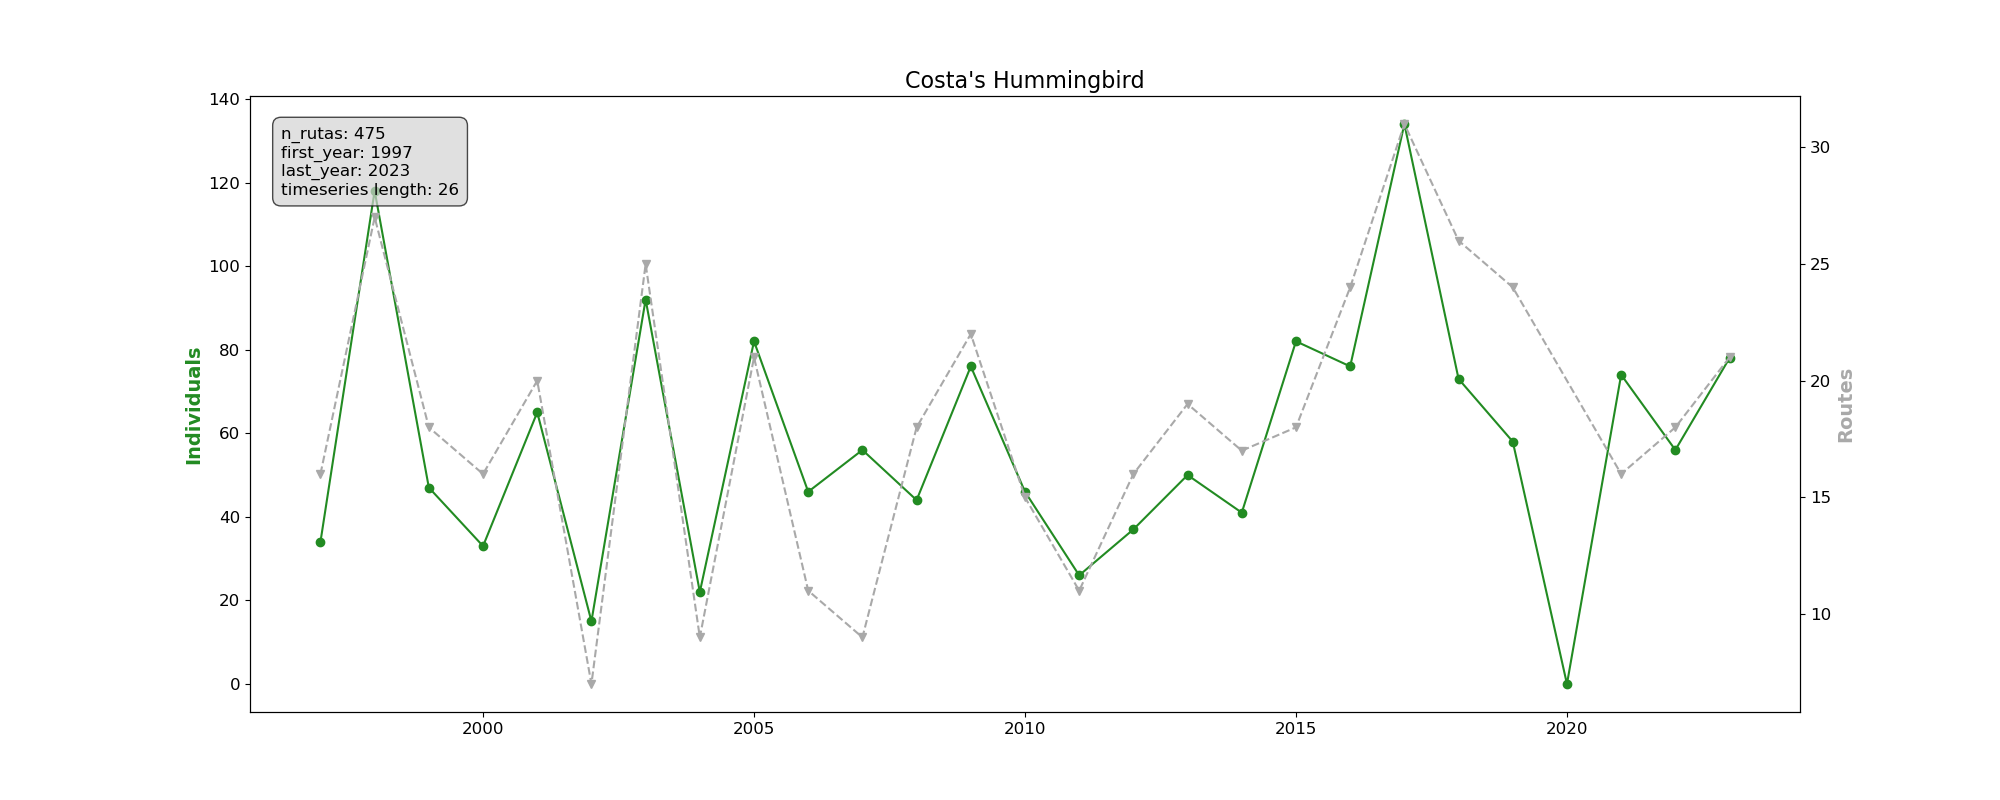 Costa's Hummingbird
n_rutas: 475
first_year: 1997
last_year: 2023
timeseries length: 26
Individuals
140
120
100
80
60
40
20
0
Routes
30
25
20
15
10
2000 2005 2010 2015 2020